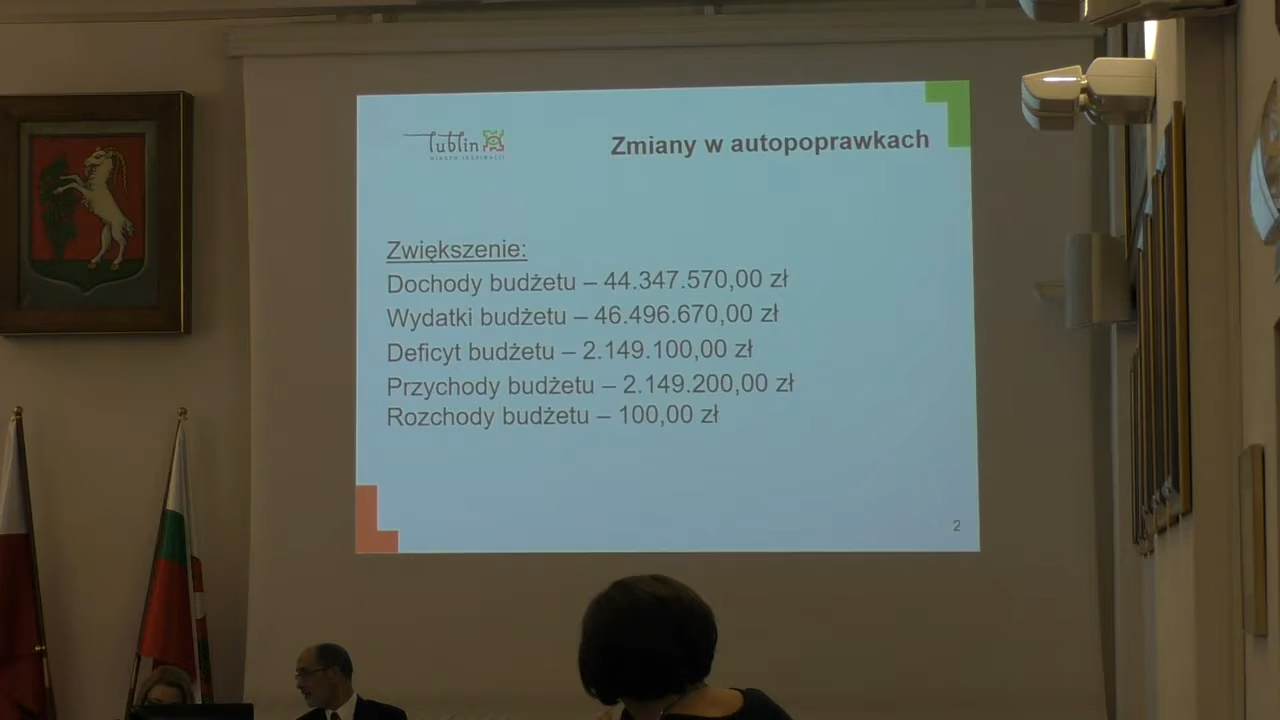 lublin
MIASTO INSPIRACJI
Zmiany w autopoprawkach
Zwiększenie:
Dochody budżetu – 44.347.570,00 zł
Wydatki budżetu – 46.496.670,00 zł
Deficyt budżetu – 2.149.100,00 zł
Przychody budżetu – 2.149.200,00 zł
Rozchody budżetu – 100,00 zł
2